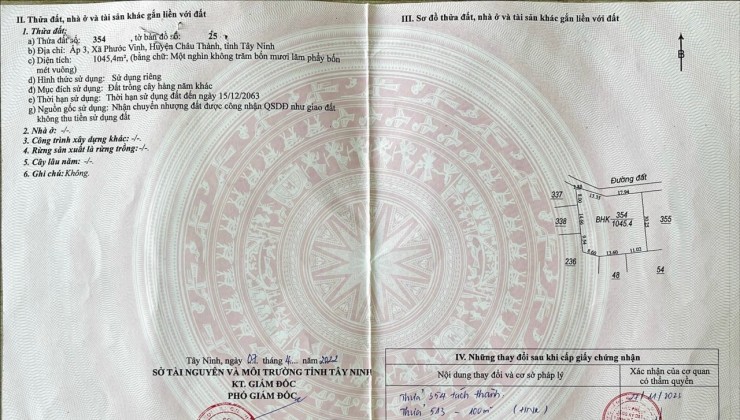 II. Thửa đất, nhà ở và tài sản khác gắn liền với đất
1. Thửa đất:
a) Thửa đất số: 354 , tờ bản đồ số: 25
b) Địa chỉ: Ấp 3, Xã Phước Vinh, Huyện Châu Thành, tỉnh Tây Ninh
c) Diện tích: 1045,4m², (bằng chữ: Một nghìn không trăm bốn mươi lăm phẩy bốn
mét vuông)
d) Hình thức sử dụng: Sử dụng riêng
đ) Mục đích sử dụng: Đất trồng cây hàng năm khác
e) Thời hạn sử dụng: Thời hạn sử dụng đất đến ngày 15/12/2063
g) Nguồn gốc sử dụng: Nhận chuyển nhượng đất được công nhận QSDĐ như giao đất
không thu tiền sử dụng đất
2. Nhà ở: -/-
3. Công trình xây dựng khác: -/-
4. Rừng sản xuất là rừng trồng:-/-
5. Cây lâu năm: -/-
6. Ghi chú: Không.
Tây Ninh, ngày 07 tháng 4 năm 2022
SỞ TÀI NGUYÊN VÀ MÔI TRƯỜNG TỈNH TÂY NINH
KT. GIÁM ĐỐC
PHÓ GIÁM ĐỐC
III. Sơ đồ thửa đất, nhà ở và tài sản khác gắn liền với đất
B
Đường đất
337
338
236
BHK 354
1045.4
355
48
54
IV. Những thay đổi sau khi cấp giấy chứng nhận
Nội dung thay đổi và cơ sở pháp lý
Xác nhận của cơ quan
có thẩm quyền
Thửa 354 tách thành
Thửa 513 - 100m²